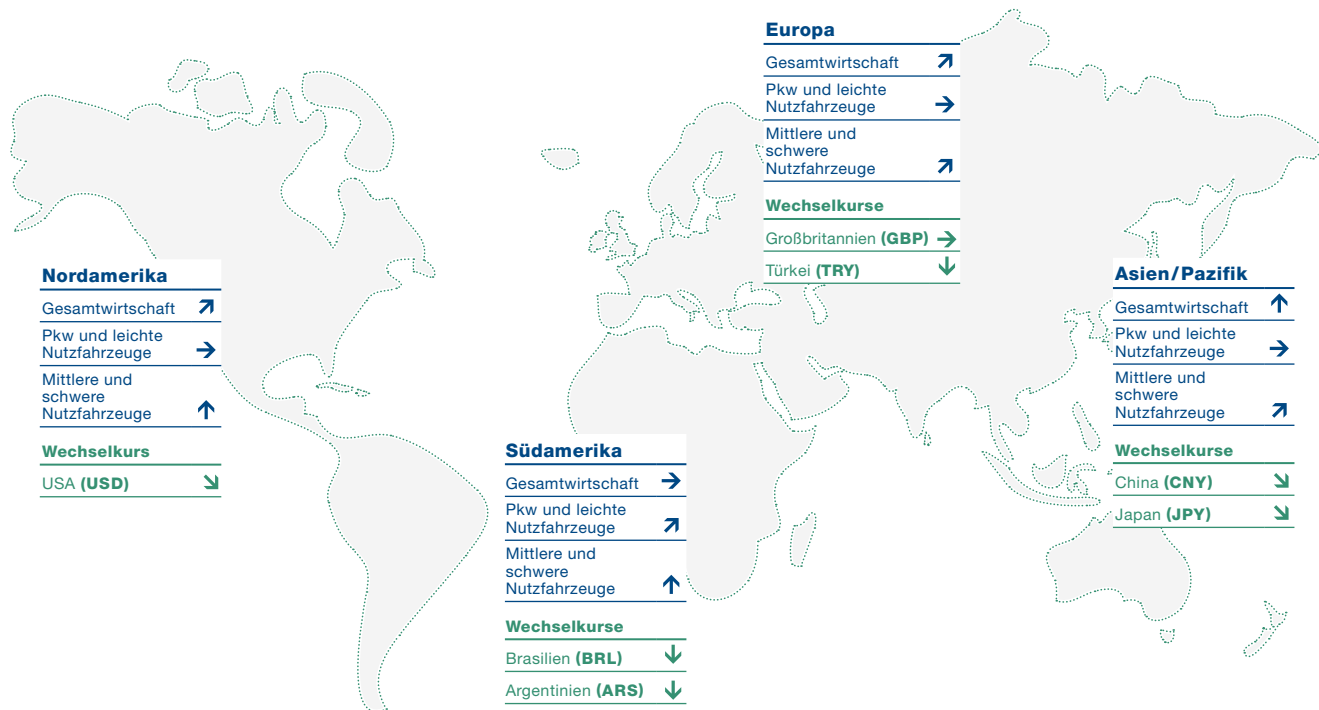 Europa
Gesamtwirtschaft ↗
Pkw und leichte
Nutzfahrzeuge →
Mittlere und
schwere
Nutzfahrzeuge ↗
Wechselkurse
Großbritannien (GBP) →
Türkei (TRY) ↓
Nordamerika
Gesamtwirtschaft ↗
Pkw und leichte
Nutzfahrzeuge →
Mittlere und
schwere
Nutzfahrzeuge ↑
Wechselkurs
USA (USD) ↘
Asien/Pazifik
Gesamtwirtschaft ↑
Pkw und leichte
Nutzfahrzeuge →
Mittlere und
schwere
Nutzfahrzeuge ↗
Wechselkurse
China (CNY) ↘
Japan (JPY) ↘
Südamerika
Gesamtwirtschaft →
Pkw und leichte
Nutzfahrzeuge ↗
Mittlere und
schwere
Nutzfahrzeuge ↑
Wechselkurse
Brasilien (BRL) ↓
Argentinien (ARS) ↓